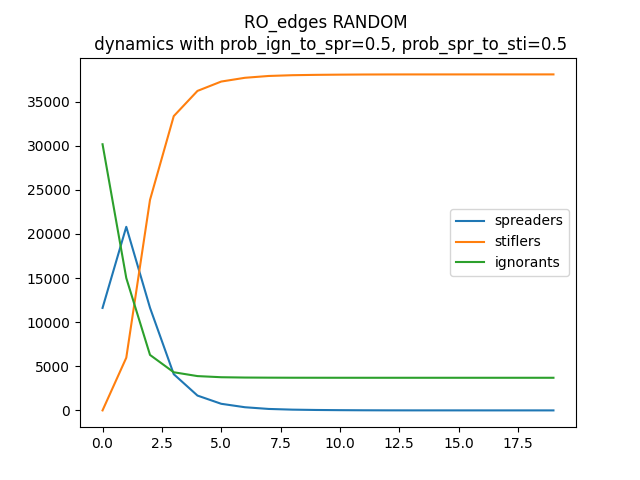 RO_edges RANDOM
dynamics with prob_ign_to_spr=0.5, prob_spr_to_sti=0.5
35000
30000
25000
20000
15000
10000
5000
0
spreaders
stiflers
ignorants
0.0 2.5 5.0 7.5 10.0 12.5 15.0 17.5